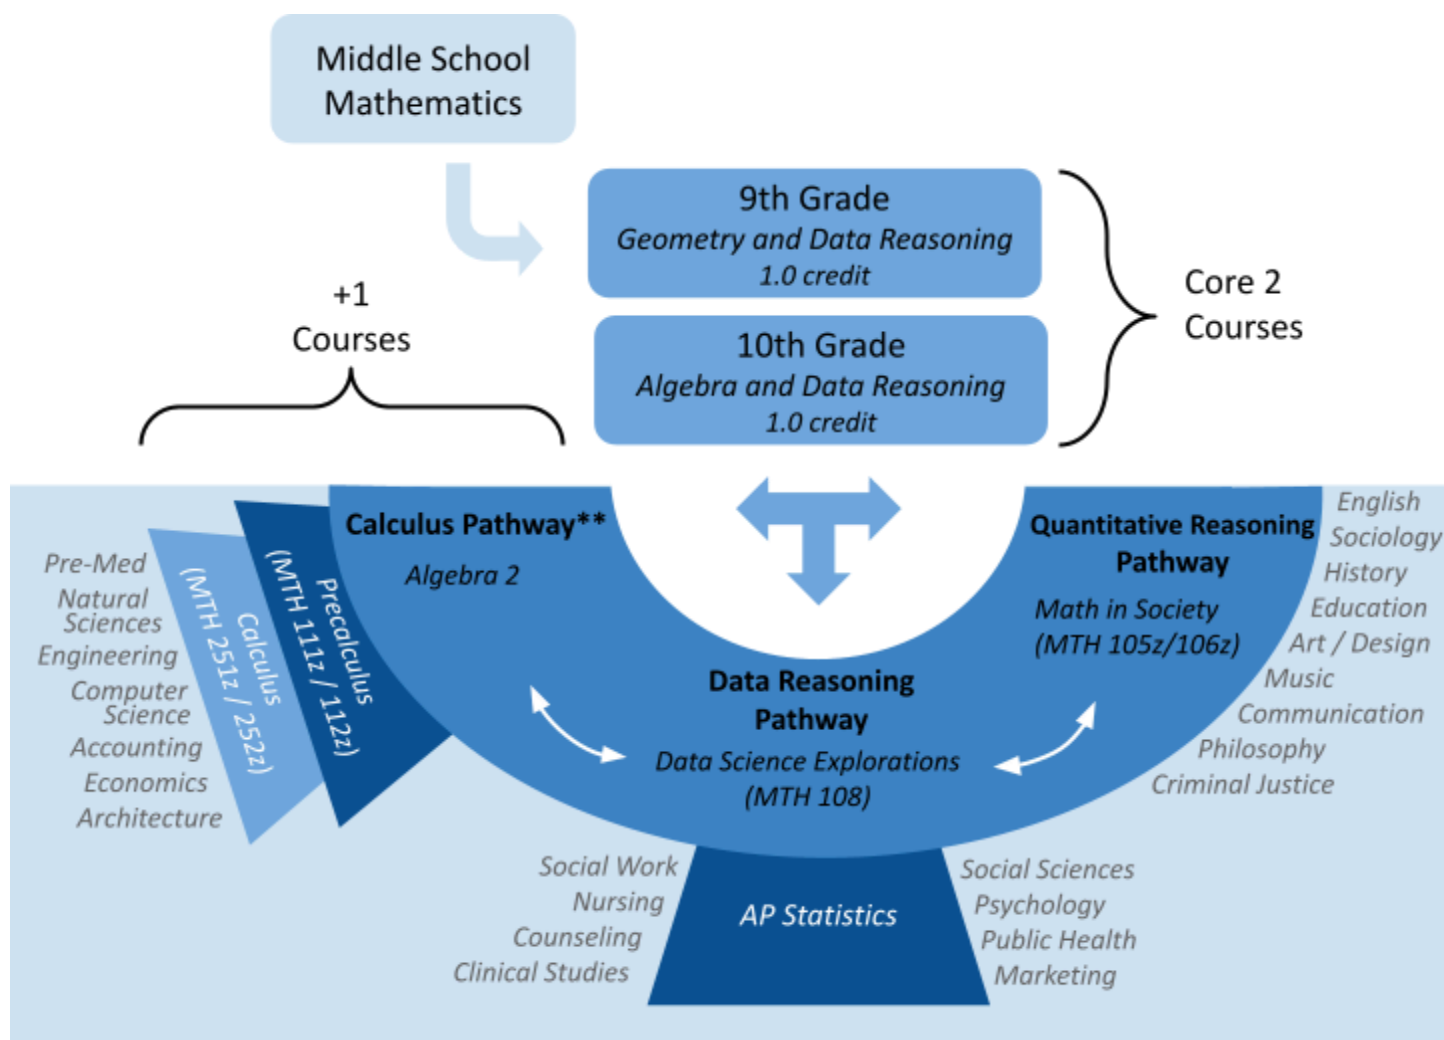 Middle School
Mathematics
9th Grade
Geometry and Data Reasoning
1.0 credit
10th Grade
Algebra and Data Reasoning
1.0 credit
Core 2
Courses
+1
Courses
Calculus Pathway**
Algebra 2
Precalculus
(MTH 111z / 112z)
Calculus
(MTH 251z / 252z)
Pre-Med
Natural
Sciences
Engineering
Computer
Science
Accounting
Economics
Architecture
Data Reasoning
Pathway
Data Science Explorations
(MTH 108)
AP Statistics
Social Work
Nursing
Counseling
Clinical Studies
Social Sciences
Psychology
Public Health
Marketing
Quantitative Reasoning
Pathway
Math in Society
(MTH 105z/106z)
English
Sociology
History
Education
Art / Design
Music
Communication
Philosophy
Criminal Justice